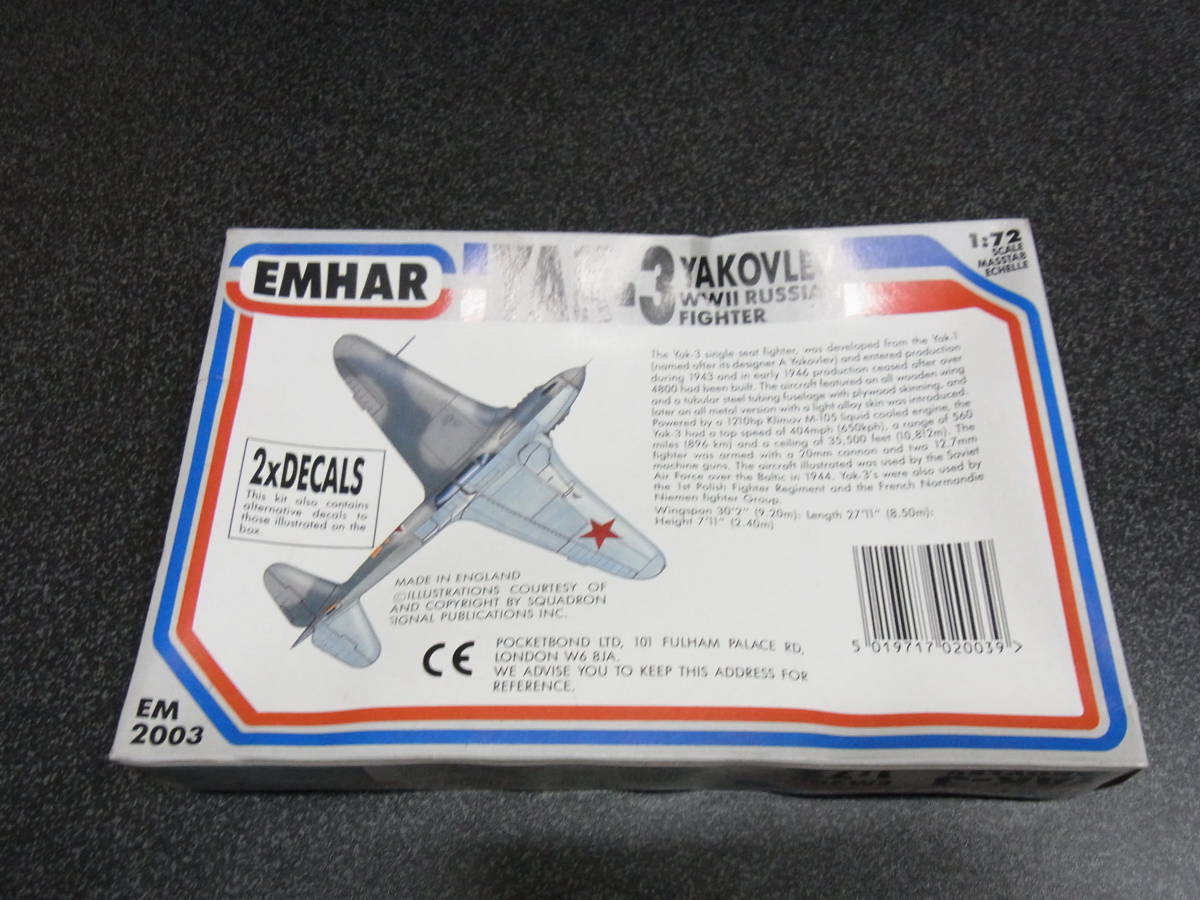 EMHAR
YAK-3
YAKOVLE
WWII RUSSIA
FIGHTER
1:72
SCALE
MASSTAB
ECHELLE
The Yak-3 single seat fighter, was developed from the Yak-1
(named after its designer A Yakovlev) and entered production
during 1943 and in early 1946 production ceased after over
4800 had been built. The aircraft featured an all wooden wing
and a tubular steel tubing fuselage with plywood skinning, and
later an all metal version with a light alloy skin was introduced.
Powered by a 1210hp Klimov M-105 liquid cooled engine, the
Yak-3 had a top speed of 404mph (650kph), a range of 560
miles (896 km) and a ceiling of 35,500 feet (10,812m). The
fighter was armed with a 20mm cannon and two 12.7mm
machine guns. The aircraft illustrated was used by the Soviet
Air Force over the Baltic in 1944. Yak-3's were also used by
the 1st Polish Fighter Regiment and the French Normandie
Niemen fighter Group.
Wingspan 30'2" (9.20m): Length 27'11" (8.50m):
Height 7'11" (2.40m)
2xDECALS
This kit also contains
alternative decals to
those illustrated on the
box.
MADE IN ENGLAND
©ILLUSTRATIONS COURTESY OF
AND COPYRIGHT BY SQUADRON
SIGNAL PUBLICATIONS INC.
CE
POCKETBOND LTD, 101 FULHAM PALACE RD,
LONDON W6 8JA.
WE ADVISE YOU TO KEEP THIS ADDRESS FOR
REFERENCE.
5 019717 020039 >
EM
2003